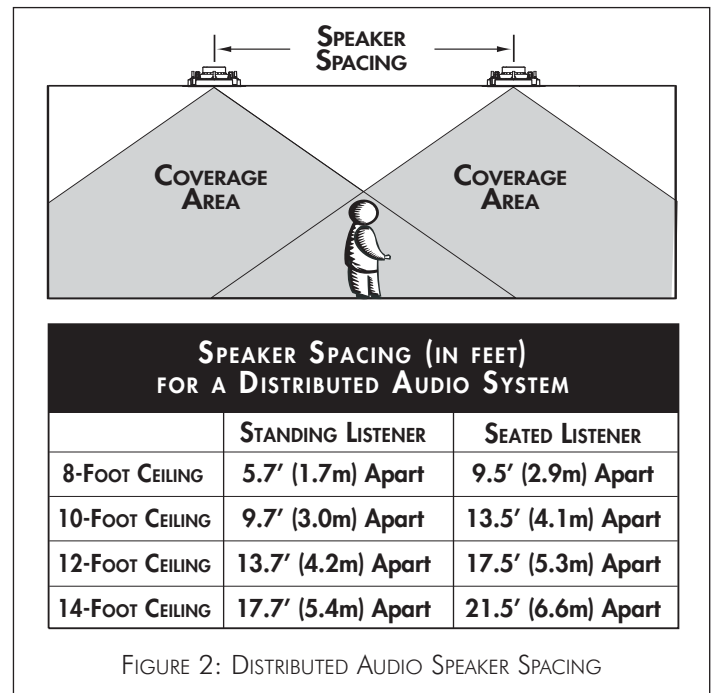 SPEAKER
SPACING
COVERAGE
AREA
COVERAGE
AREA
SPEAKER SPACING (IN FEET)
FOR A DISTRIBUTED AUDIO SYSTEM
STANDING LISTENER SEATED LISTENER
8-FOOT CEILING 5.7′ (1.7m) Apart 9.5′ (2.9m) Apart
10-FOOT CEILING 9.7′ (3.0m) Apart 13.5′ (4.1m) Apart
12-FOOT CEILING 13.7′ (4.2m) Apart 17.5′ (5.3m) Apart
14-FOOT CEILING 17.7′ (5.4m) Apart 21.5′ (6.6m) Apart
FIGURE 2: DISTRIBUTED AUDIO SPEAKER SPACING